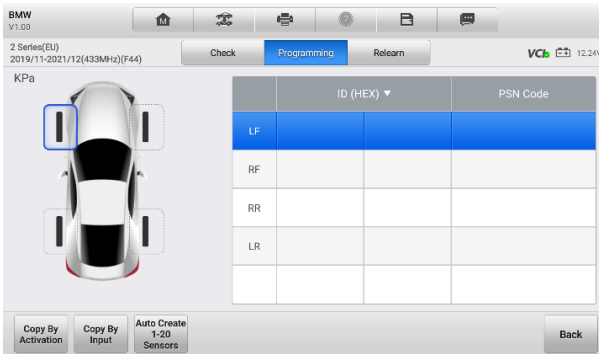 BMW
V1.00
2 Series(EU)
2019/11-2021/12(433MHz)(F44)
Check
Programming
Relearn
VCI
12.24V
KPa
ID (HEX) ▼
PSN Code
LF
RF
RR
LR
Copy By
Activation
Copy By
Input
Auto Create
1-20
Sensors
Back